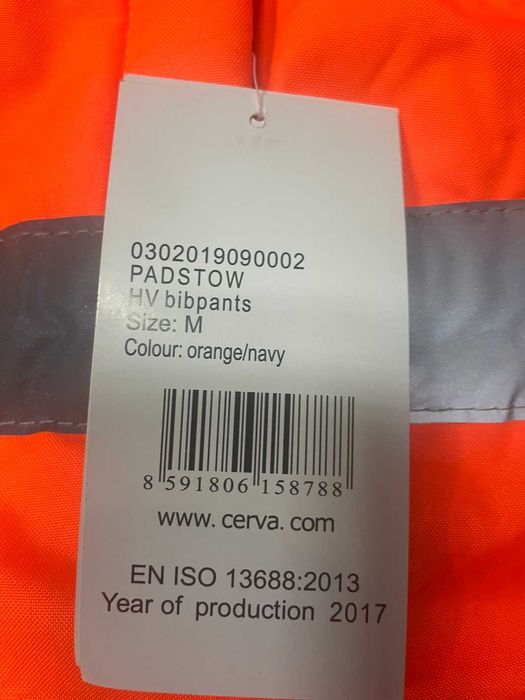 0302019090002
PADSTOW
HV bibpants
Size: M
Colour: orange/navy
8 591806 158788
www.cerva.com
EN ISO 13688:2013
Year of production 2017